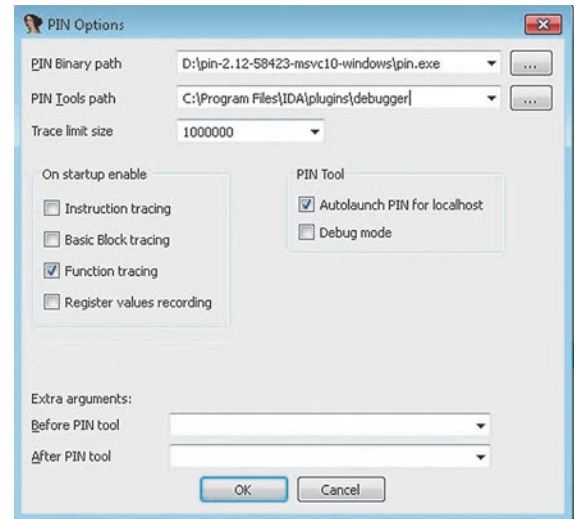 PIN Options
PIN Binary path D:\pin-2.12-58423-msvc10-windows\pin.exe ...
PIN Tools path C:\Program Files\IDA\plugins\debugger ...
Trace limit size 1000000
On startup enable
Instruction tracing
Basic Block tracing
Function tracing
Register values recording
PIN Tool
Autolaunch PIN for localhost
Debug mode
Extra arguments:
Before PIN tool
After PIN tool
OK Cancel